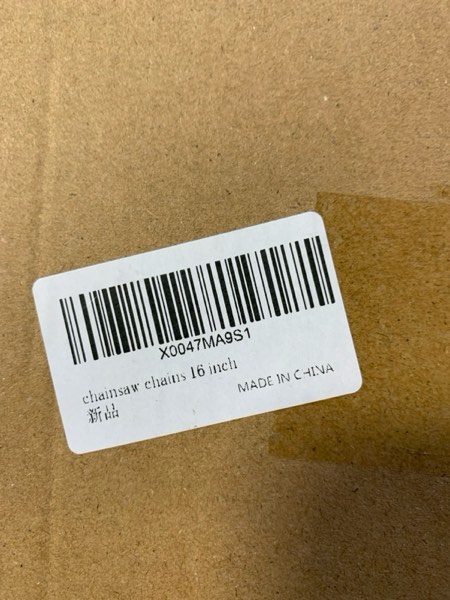 X0047MA9S1
chainsaw chains 16 inch
新品
MADE IN CHINA